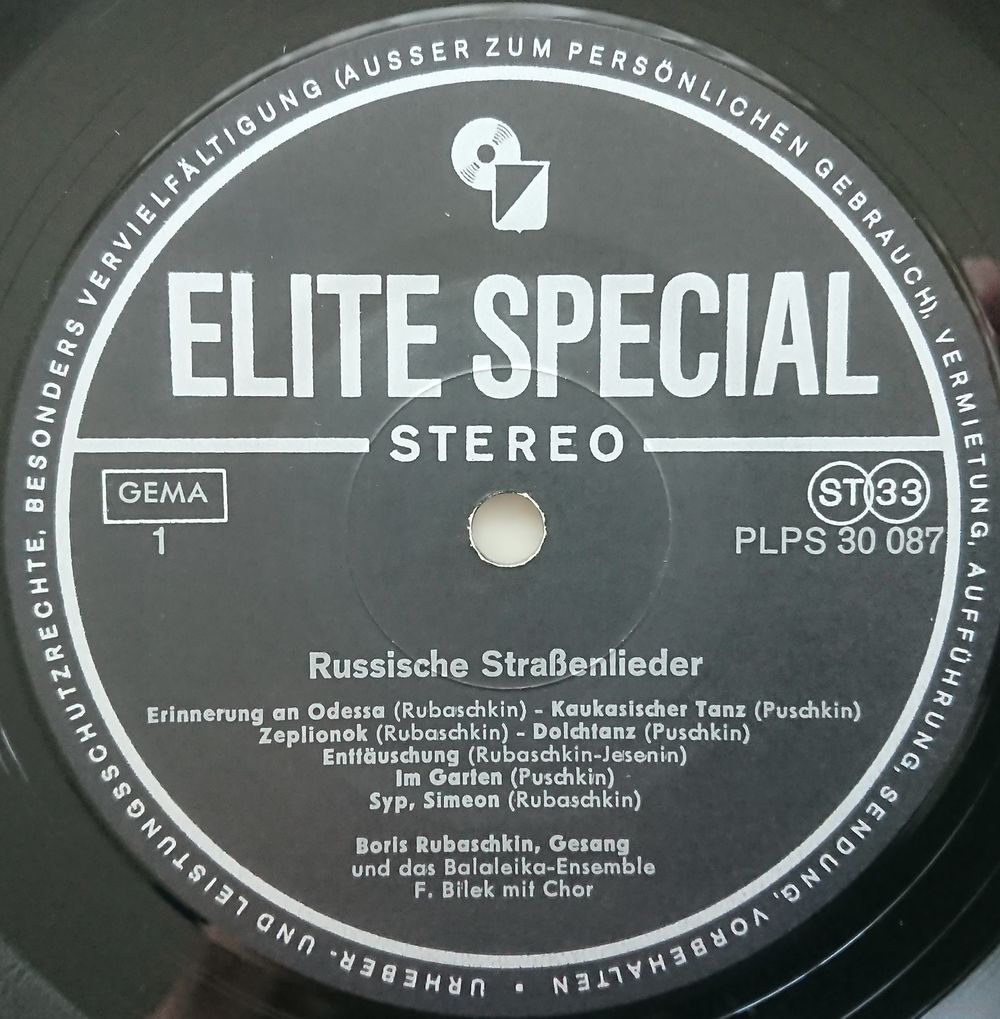 URHEBER- UND LEISTUNGSSCHUTZRECHTE, BESONDERS VERVIELFÄLTIGUNG (AUSSER ZUM PERSÖNLICHEN GEBRAUCH), VERMIETUNG, AUFFÜHRUNG, SENDUNG, VORBEHALTEN •
ELITE SPECIAL
STEREO
GEMA
ST 33
1
PLPS 30 087
Russische Straßenlieder
Erinnerung an Odessa (Rubaschkin) – Kaukasischer Tanz (Puschkin)
Zeplionok (Rubaschkin) – Dolchtanz (Puschkin)
Enttäuschung (Rubaschkin-Jesenin)
Im Garten (Puschkin)
Syp, Simeon (Rubaschkin)
Boris Rubaschkin, Gesang
und das Balaleika-Ensemble
F. Bilek mit Chor